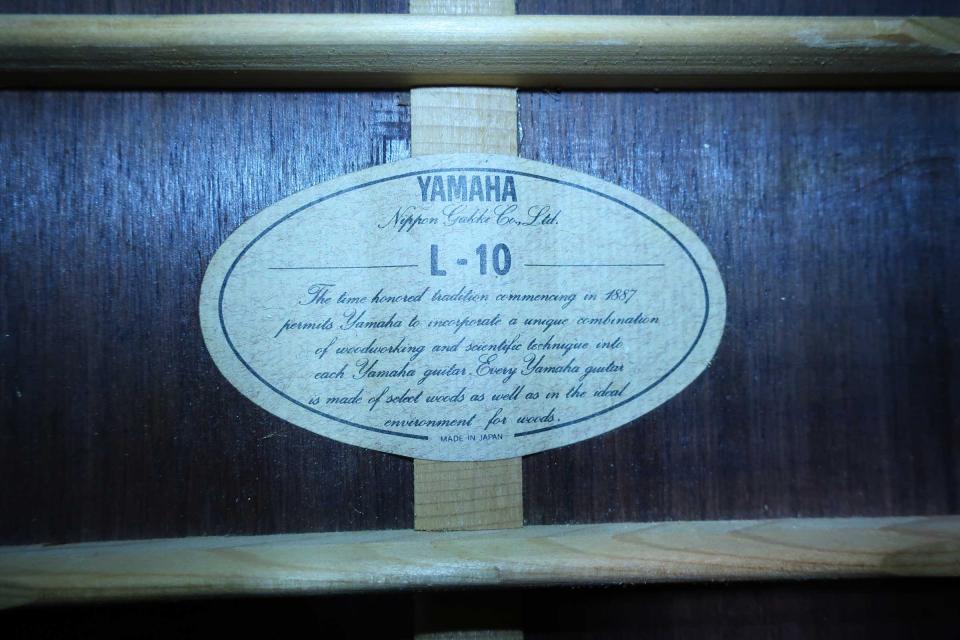 YAMAHA
Nippon Gakki Co., Ltd.
L-10
The time honored tradition commencing in 1887
permits Yamaha to incorporate a unique combination
of woodworking and scientific technique into
each Yamaha guitar. Every Yamaha guitar
is made of select woods as well as in the ideal
environment for woods.
MADE IN JAPAN